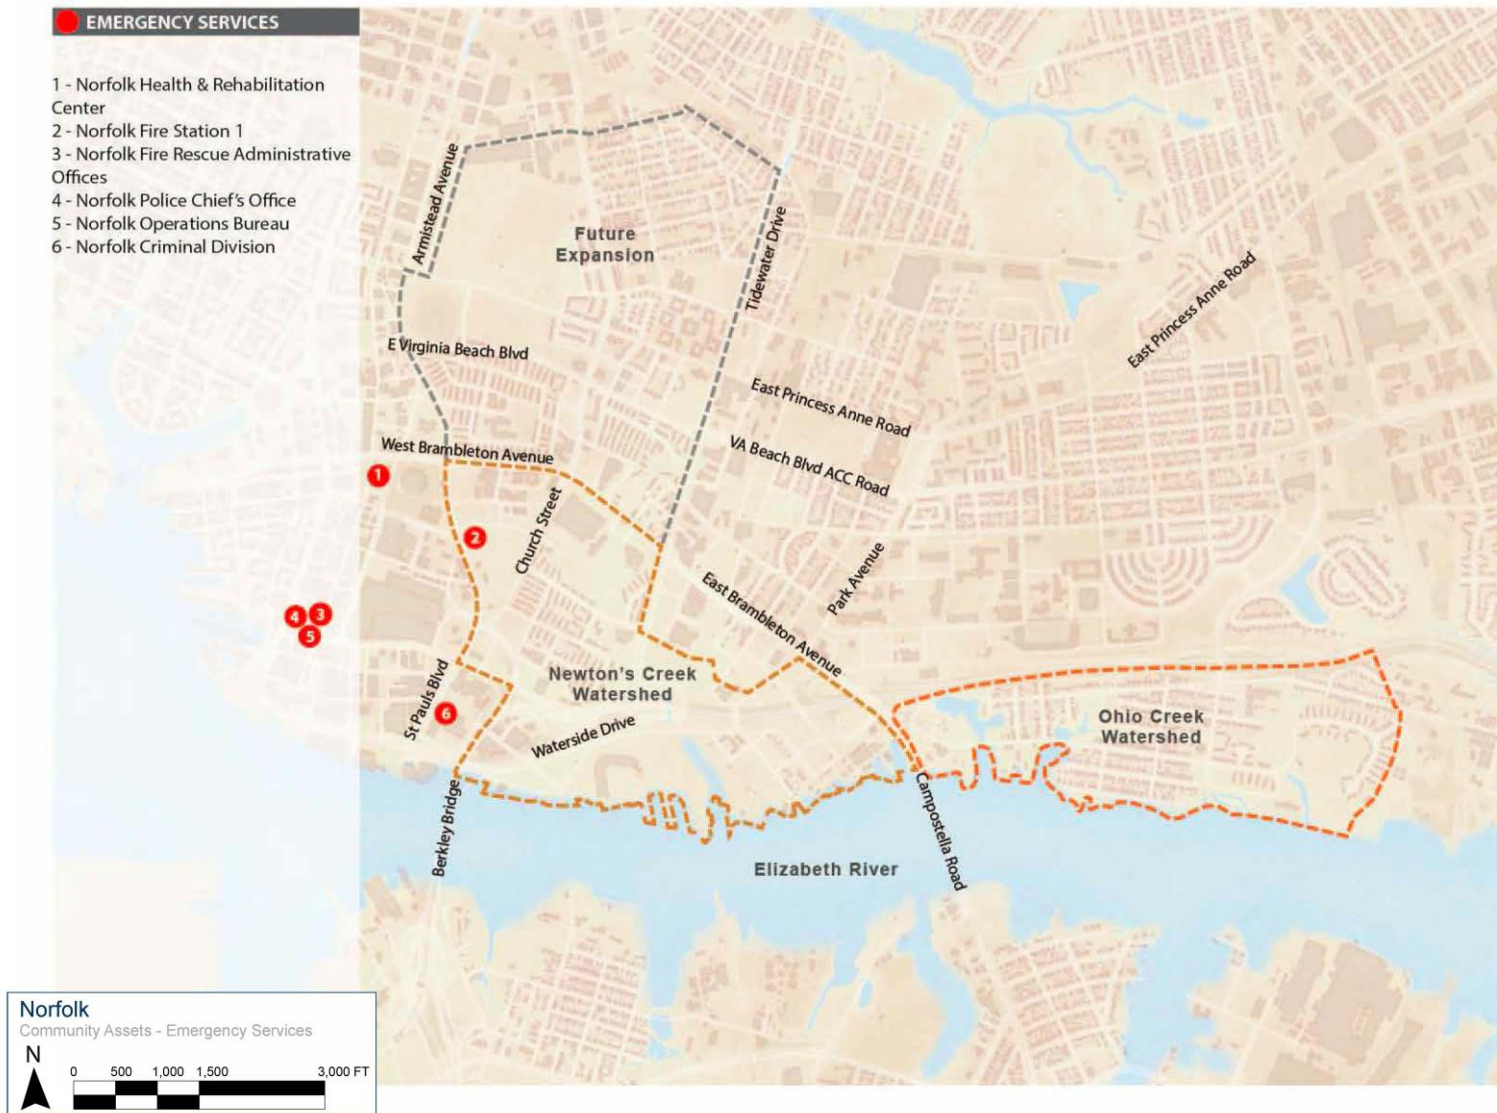 EMERGENCY SERVICES
1 - Norfolk Health & Rehabilitation
Center
2 - Norfolk Fire Station 1
3 - Norfolk Fire Rescue Administrative
Offices
4 - Norfolk Police Chief's Office
5 - Norfolk Operations Bureau
6 - Norfolk Criminal Division
Armistead Avenue
Future
Expansion
Tidewater Drive
East Princess Anne Road
E Virginia Beach Blvd
East Princess Anne Road
West Brambleton Avenue
VA Beach Blvd ACC Road
1
Church Street
2
Park Avenue
East Brambleton Avenue
4
3
5
St Pauls Blvd
Newton's Creek
Watershed
6
Waterside Drive
Ohio Creek
Watershed
Berkley Bridge
Campostella Road
Elizabeth River
Norfolk
Community Assets - Emergency Services
N
0 500 1,000 1,500 3,000 FT